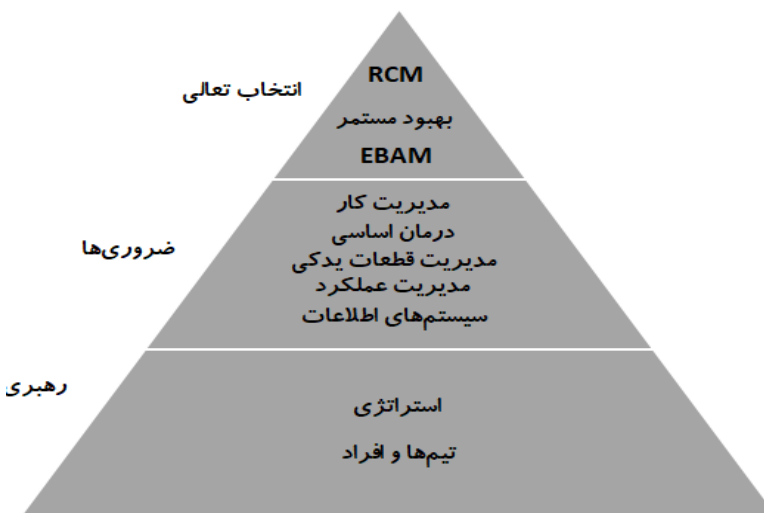 RCM
انتخاب تعالی
بهبود مستمر
EBAM
مدیریت کار
درمان اساسی
ضروری‌ها
مدیریت قطعات یدکی
مدیریت عملکرد
سیستم‌های اطلاعات
رهبری
استراتژی
تیم‌ها و افراد